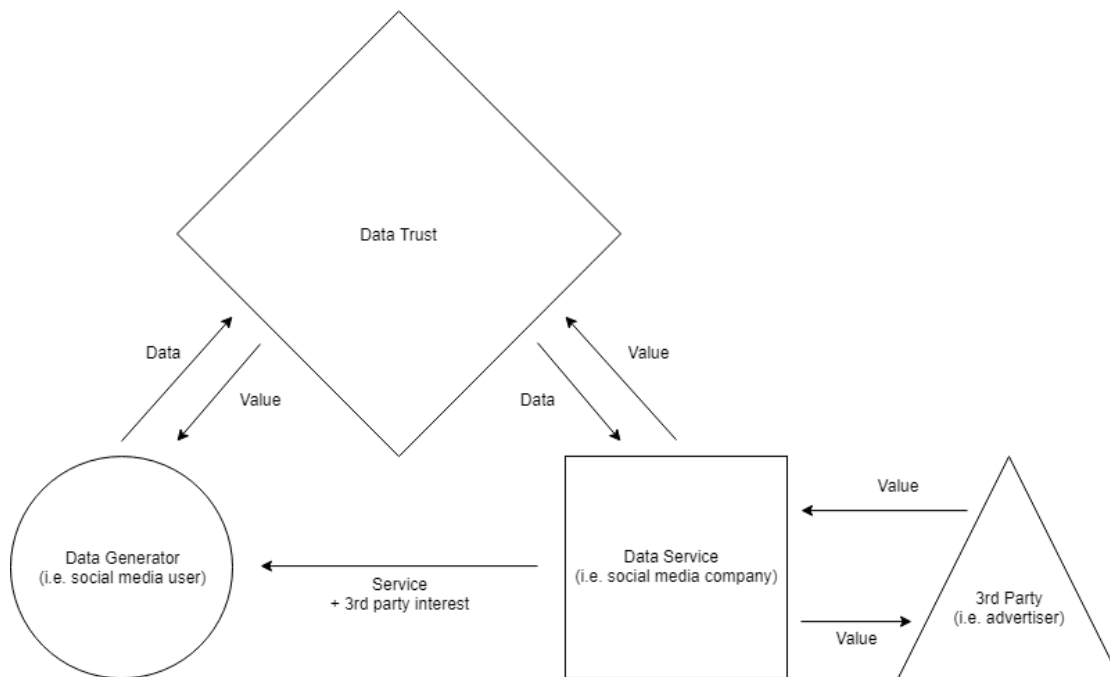 Data Trust
Data
Value
Value
Data
Value
Data Generator
(i.e. social media user)
Service
+ 3rd party interest
Data Service
(i.e. social media company)
3rd Party
(i.e. advertiser)
Value